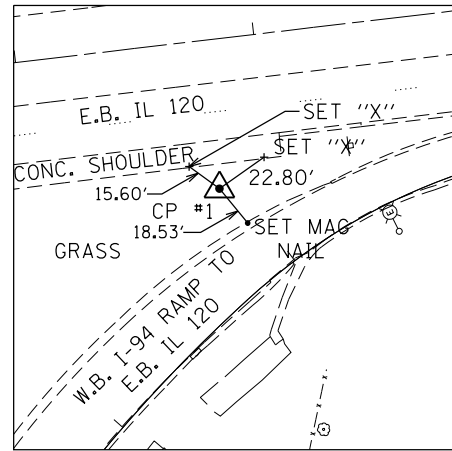 E.B. IL 120
SET "X"
SET "X"
CONC. SHOULDER
15.60'
22.80'
CP #1
18.53'
SET MAG
NAIL
GRASS
W.B. I-94 RAMP TO
E.B. IL 120